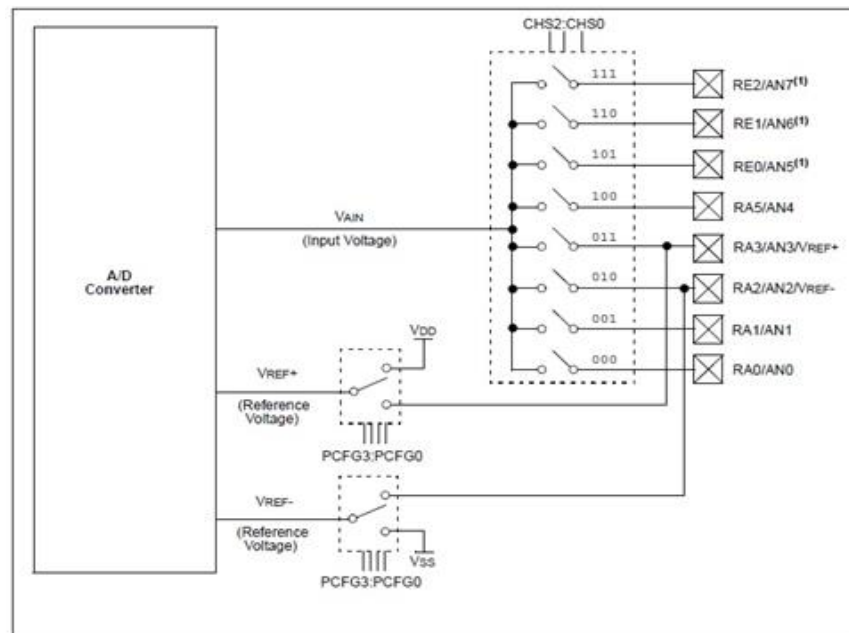 CHS2:CHS0
111
RE2/AN7(1)
110
RE1/AN6(1)
101
RE0/AN5(1)
100
RA5/AN4
VAIN
(Input Voltage)
011
RA3/AN3/VREF+
A/D
Converter
010
RA2/AN2/VREF-
001
RA1/AN1
VDD
000
RA0/AN0
VREF+
(Reference
Voltage)
PCFG3:PCFG0
VREF-
(Reference
Voltage)
VSS
PCFG3:PCFG0